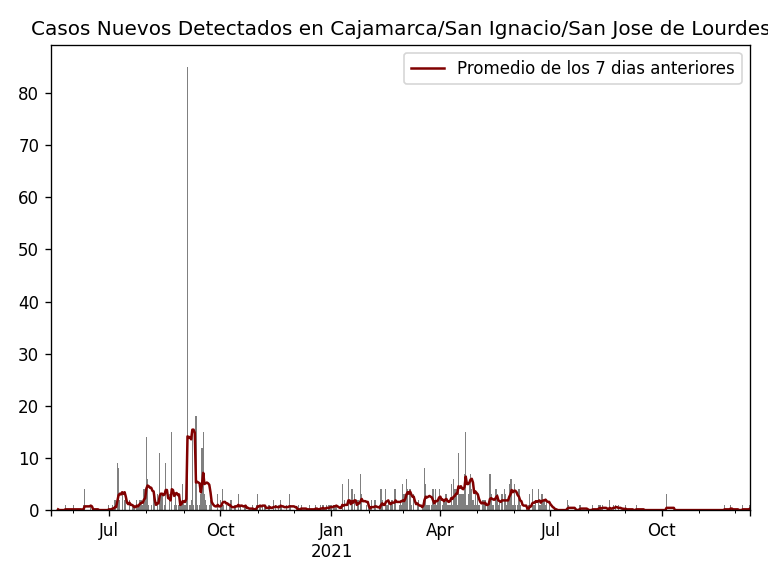 Casos Nuevos Detectados en Cajamarca/San Ignacio/San Jose de Lourdes
Promedio de los 7 dias anteriores
80
70
60
50
40
30
20
10
0
Jul
Oct
Jan
2021
Apr
Jul
Oct